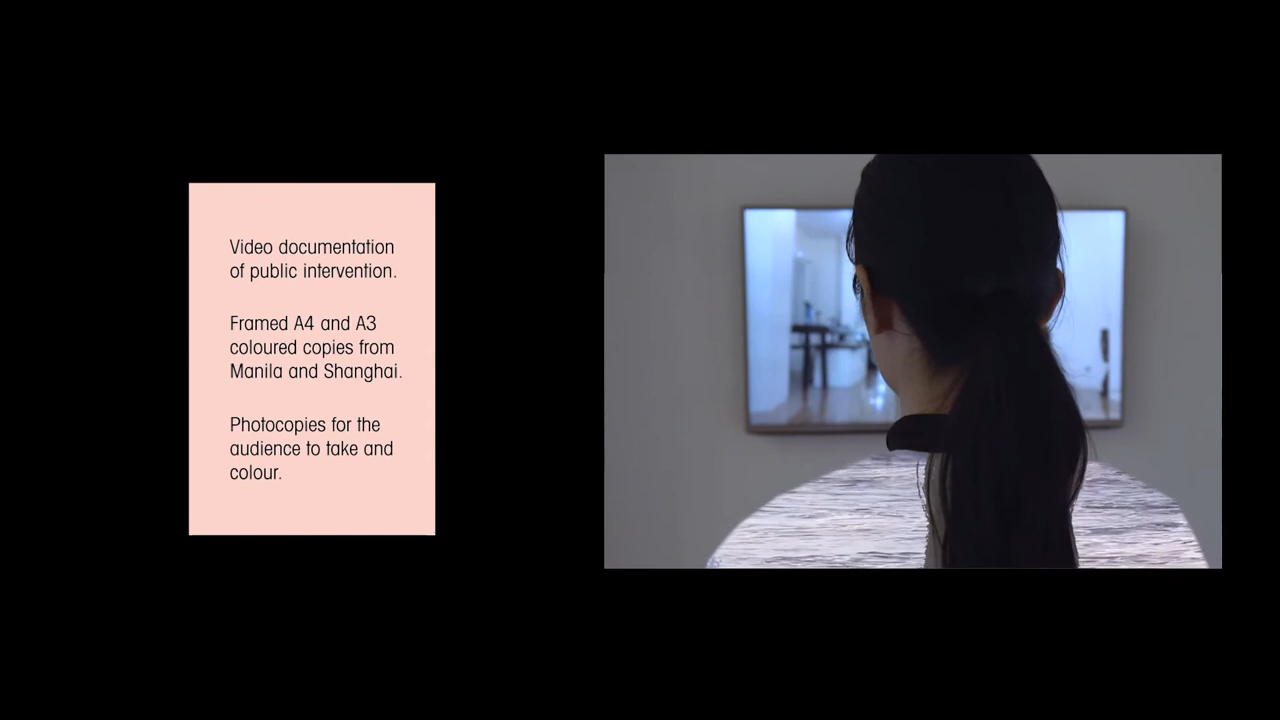 Video documentation
of public intervention.
Framed A4 and A3
coloured copies from
Manila and Shanghai.
Photocopies for the
audience to take and
colour.